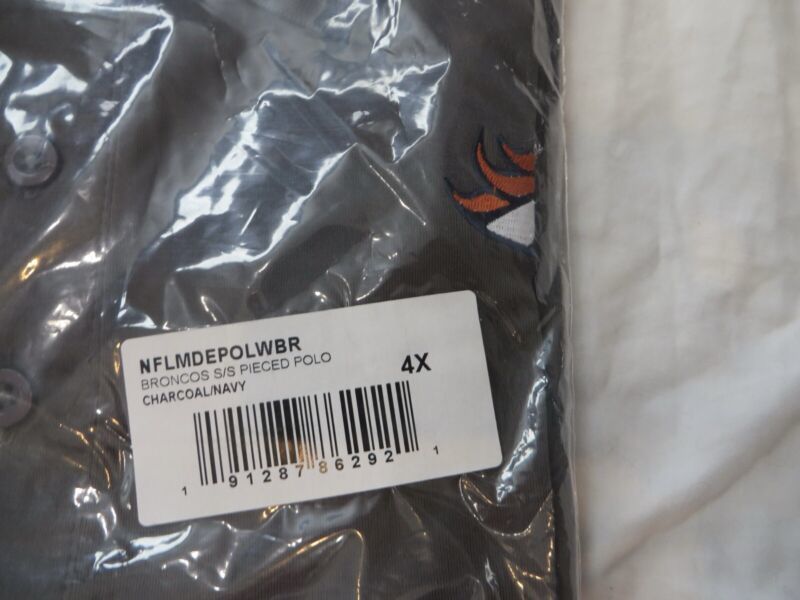 NFLMDEPOLWBR
BRONCOS S/S PIECED POLO
4X
CHARCOAL/NAVY
1 91287 86292 1